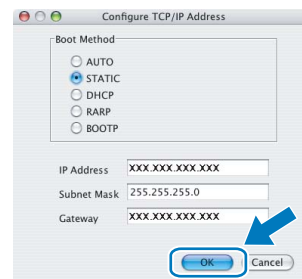 Configure TCP/IP Address
Boot Method
AUTO
STATIC
DHCP
RARP
BOOTP
IP Address XXX.XXX.XXX.XXX
Subnet Mask 255.255.255.0
Gateway XXX.XXX.XXX.XXX
OK Cancel